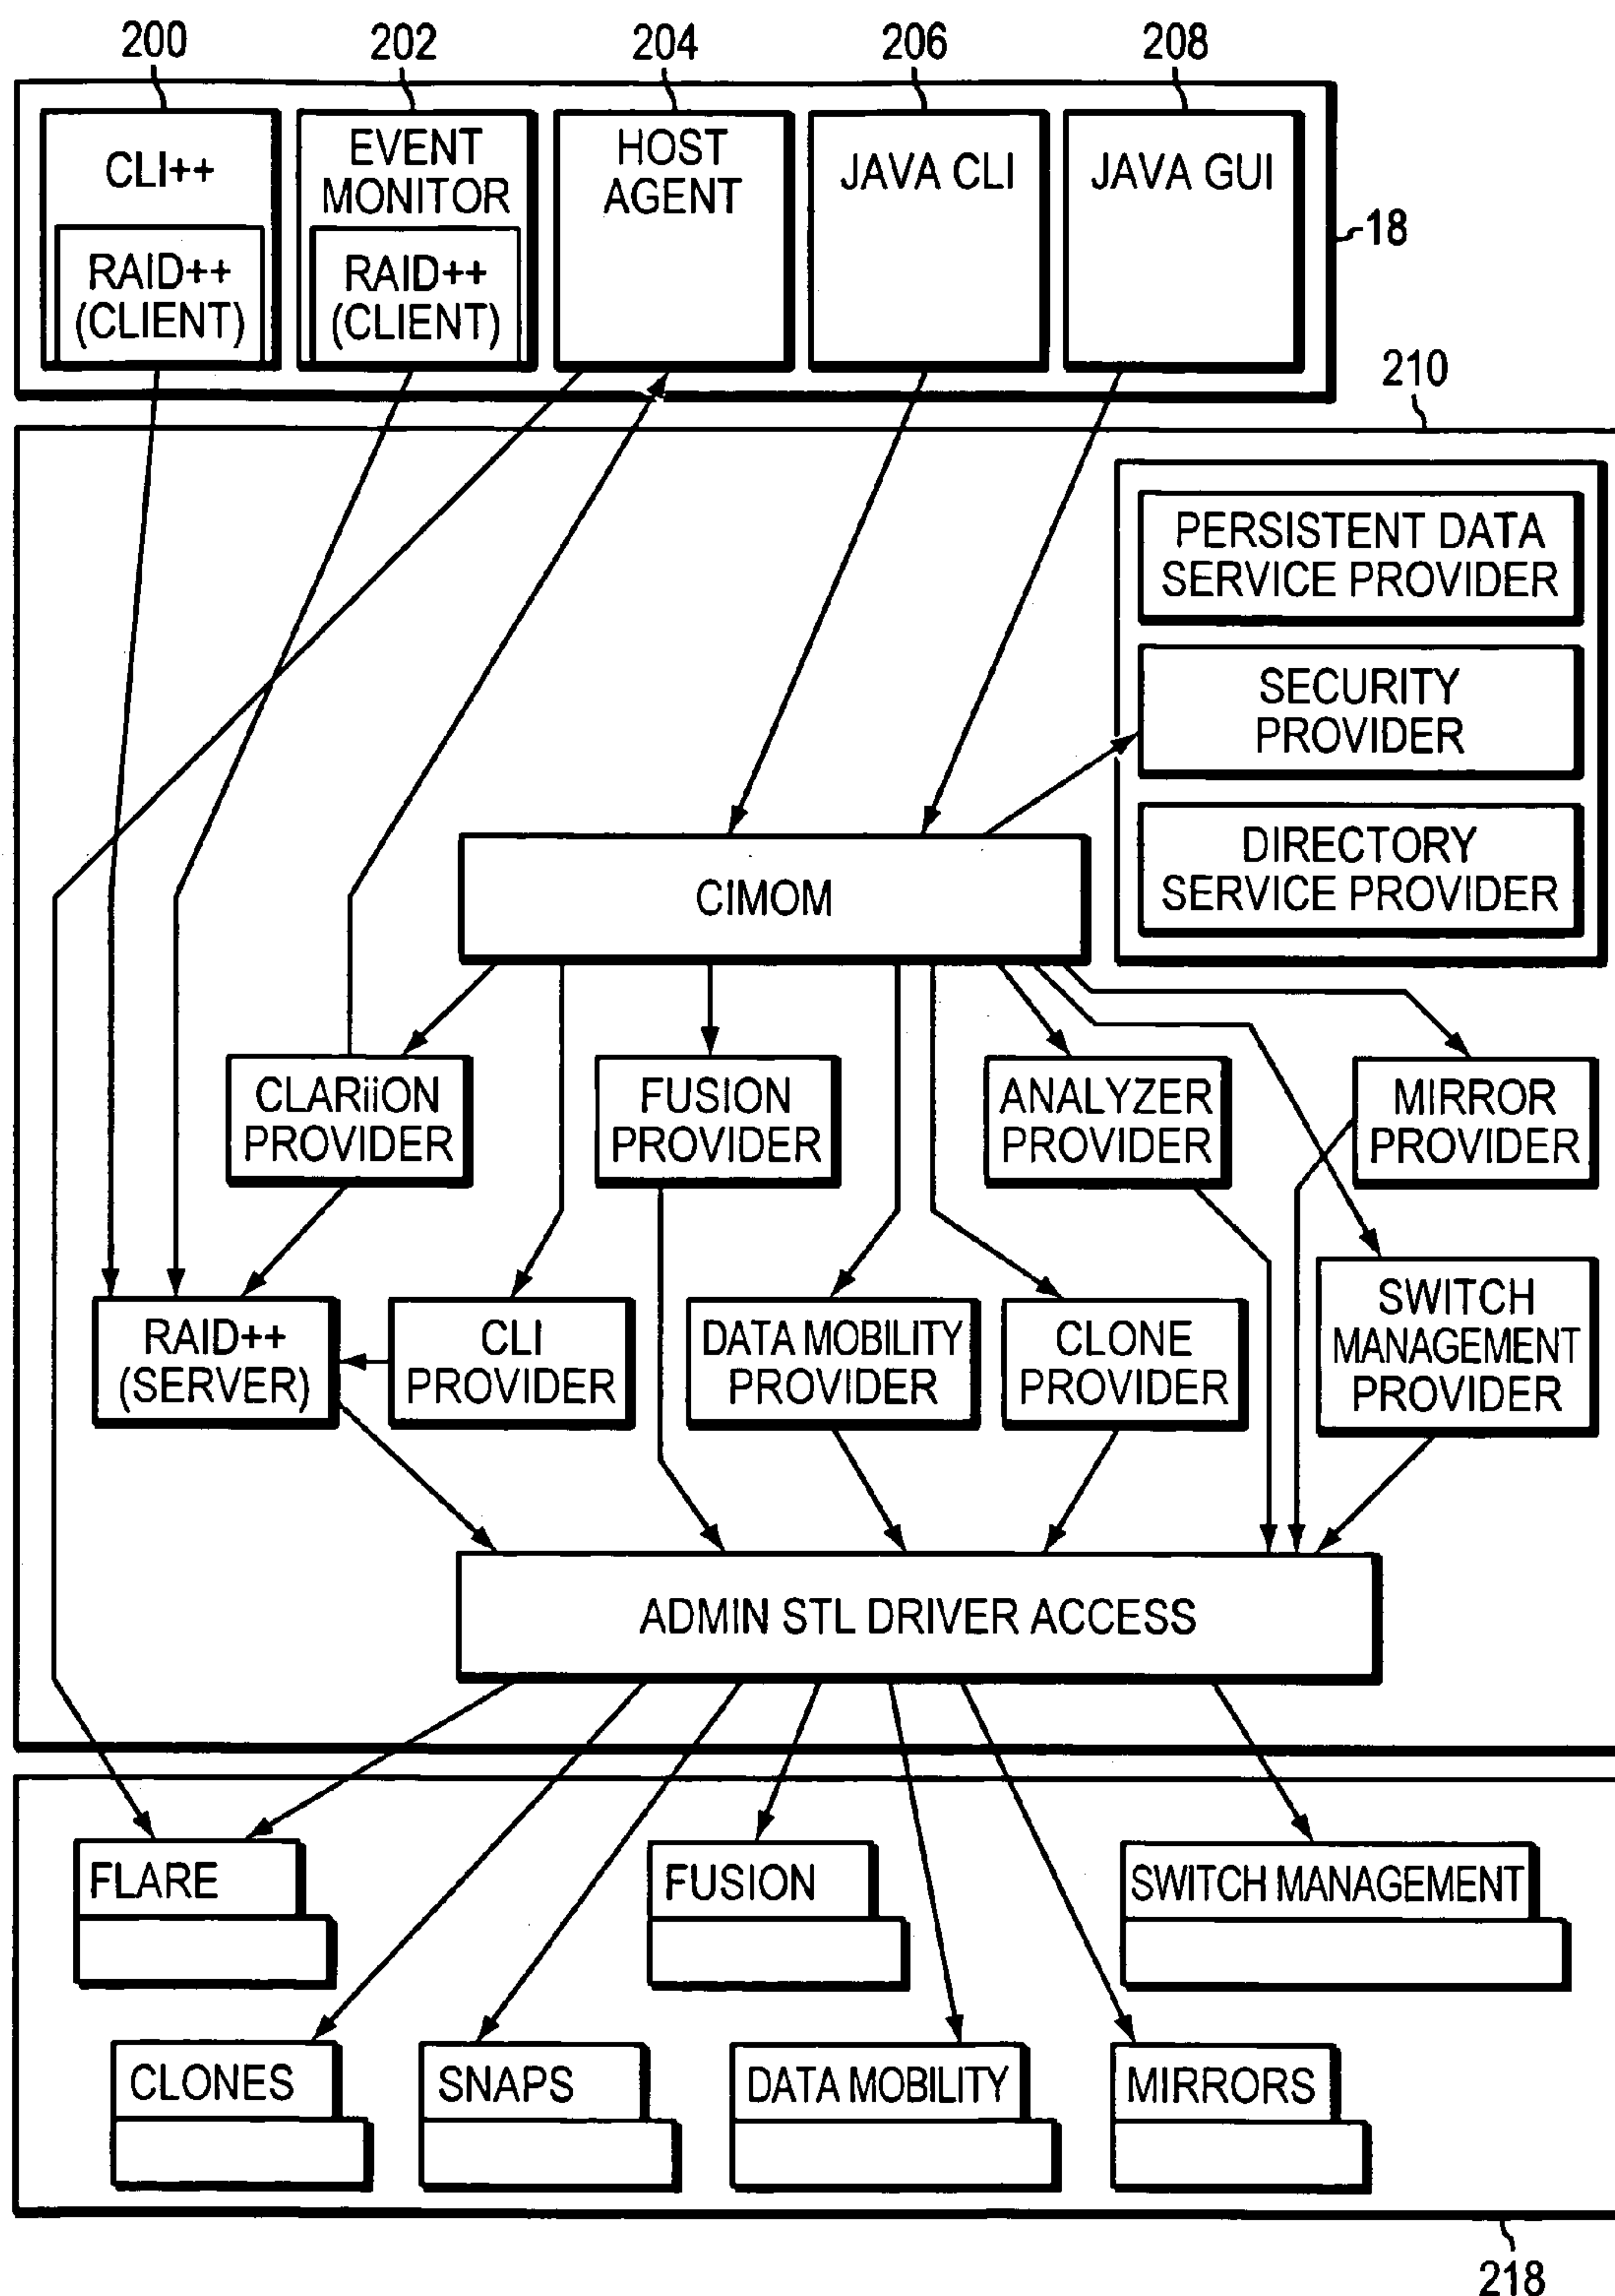 200
202
204
206
208
CLI++
RAID++
(CLIENT)
EVENT
MONITOR
RAID++
(CLIENT)
HOST
AGENT
JAVA CLI
JAVA GUI
18
210
PERSISTENT DATA
SERVICE PROVIDER
SECURITY
PROVIDER
DIRECTORY
SERVICE PROVIDER
CIMOM
CLARiiON
PROVIDER
FUSION
PROVIDER
ANALYZER
PROVIDER
MIRROR
PROVIDER
RAID++
(SERVER)
CLI
PROVIDER
DATA MOBILITY
PROVIDER
CLONE
PROVIDER
SWITCH
MANAGEMENT
PROVIDER
ADMIN STL DRIVER ACCESS
FLARE
FUSION
SWITCH MANAGEMENT
CLONES
SNAPS
DATA MOBILITY
MIRRORS
218